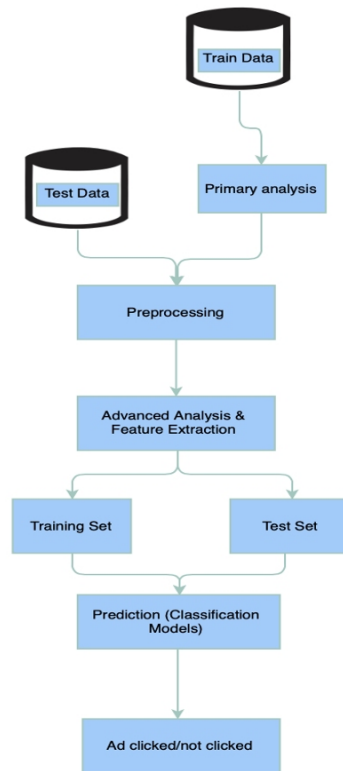 Train Data
Test Data
Primary analysis
Preprocessing
Advanced Analysis &
Feature Extraction
Training Set
Test Set
Prediction (Classification
Models)
Ad clicked/not clicked